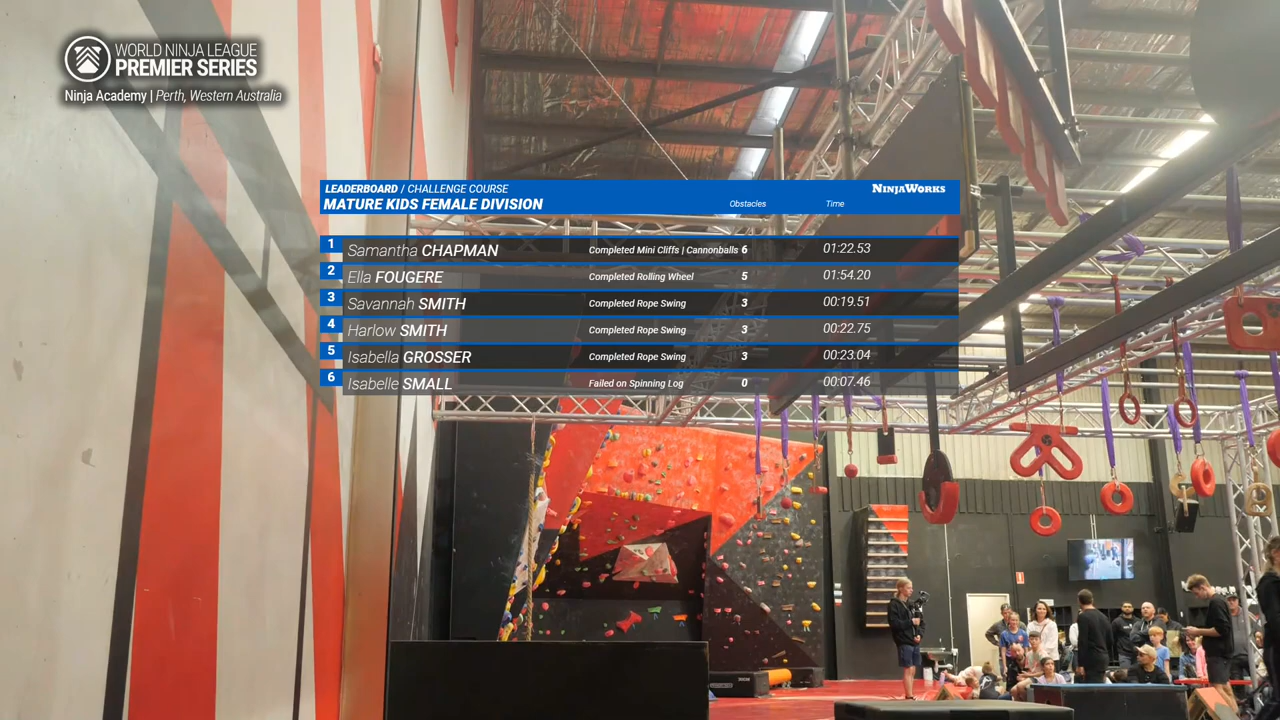 WORLD NINJA LEAGUE
PREMIER SERIES
Ninja Academy | Perth, Western Australia
LEADERBOARD / CHALLENGE COURSE
NINJAWORKS
MATURE KIDS FEMALE DIVISION
Obstacles Time
1 Samantha CHAPMAN Completed Mini Cliffs | Cannonballs 6 01:22.53
2 Ella FOUGERE Completed Rolling Wheel 5 01:54.20
3 Savannah SMITH Completed Rope Swing 3 00:19.51
4 Harlow SMITH Completed Rope Swing 3 00:22.75
5 Isabella GROSSER Completed Rope Swing 3 00:23.04
6 Isabelle SMALL Failed on Spinning Log 0 00:07.46